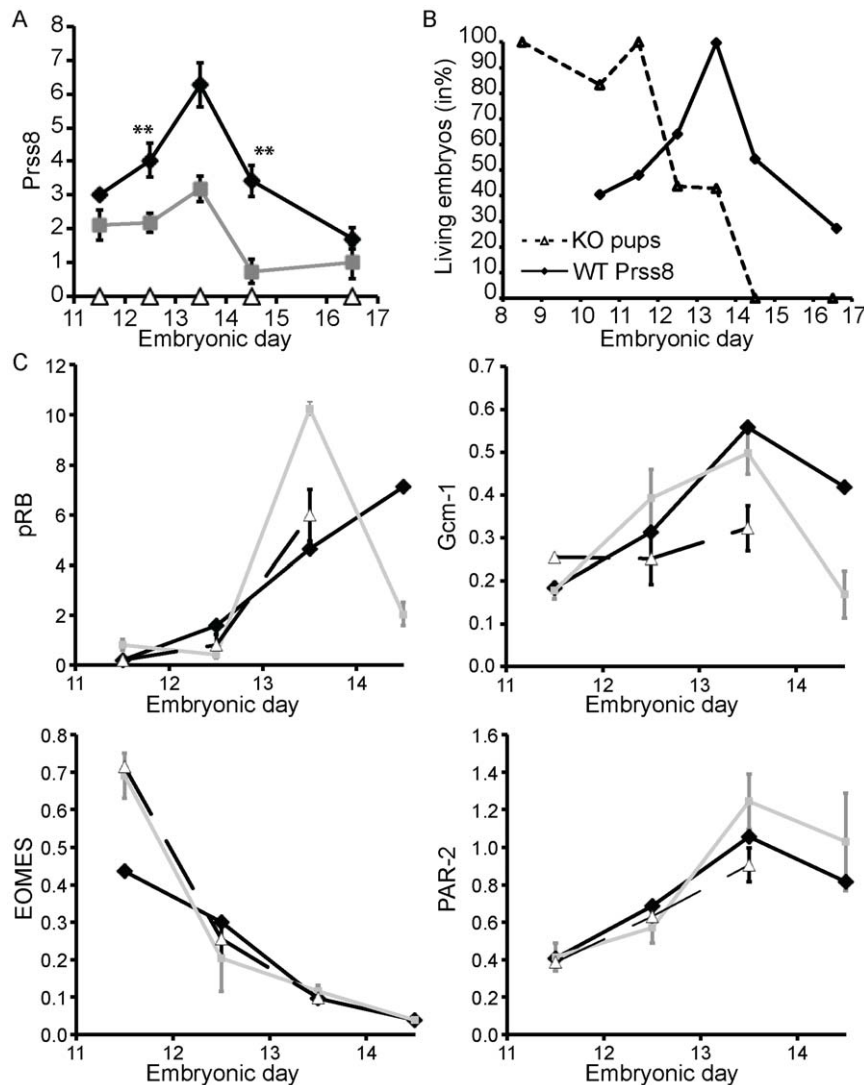 A
Prss8
8
7
6
5
4
3
2
1
0
**
**
11 12 13 14 15 16 17
Embryonic day
B
Living embroyos (in%)
100
90
80
70
60
50
40
30
20
10
0
KO pups
WT Prss8
8 9 10 11 12 13 14 15 16 17
Embryonic day
C
pRB
12
10
8
6
4
2
0
11 12 13 14
Embryonic day
Gcm-1
0.7
0.6
0.5
0.4
0.3
0.2
0.1
0.0
11 12 13 14
Embryonic day
EOMES
0.8
0.7
0.6
0.5
0.4
0.3
0.2
0.1
0.0
11 12 13 14
Embryonic day
PAR-2
1.6
1.4
1.2
1.0
0.8
0.6
0.4
0.2
0.0
11 12 13 14
Embryonic day